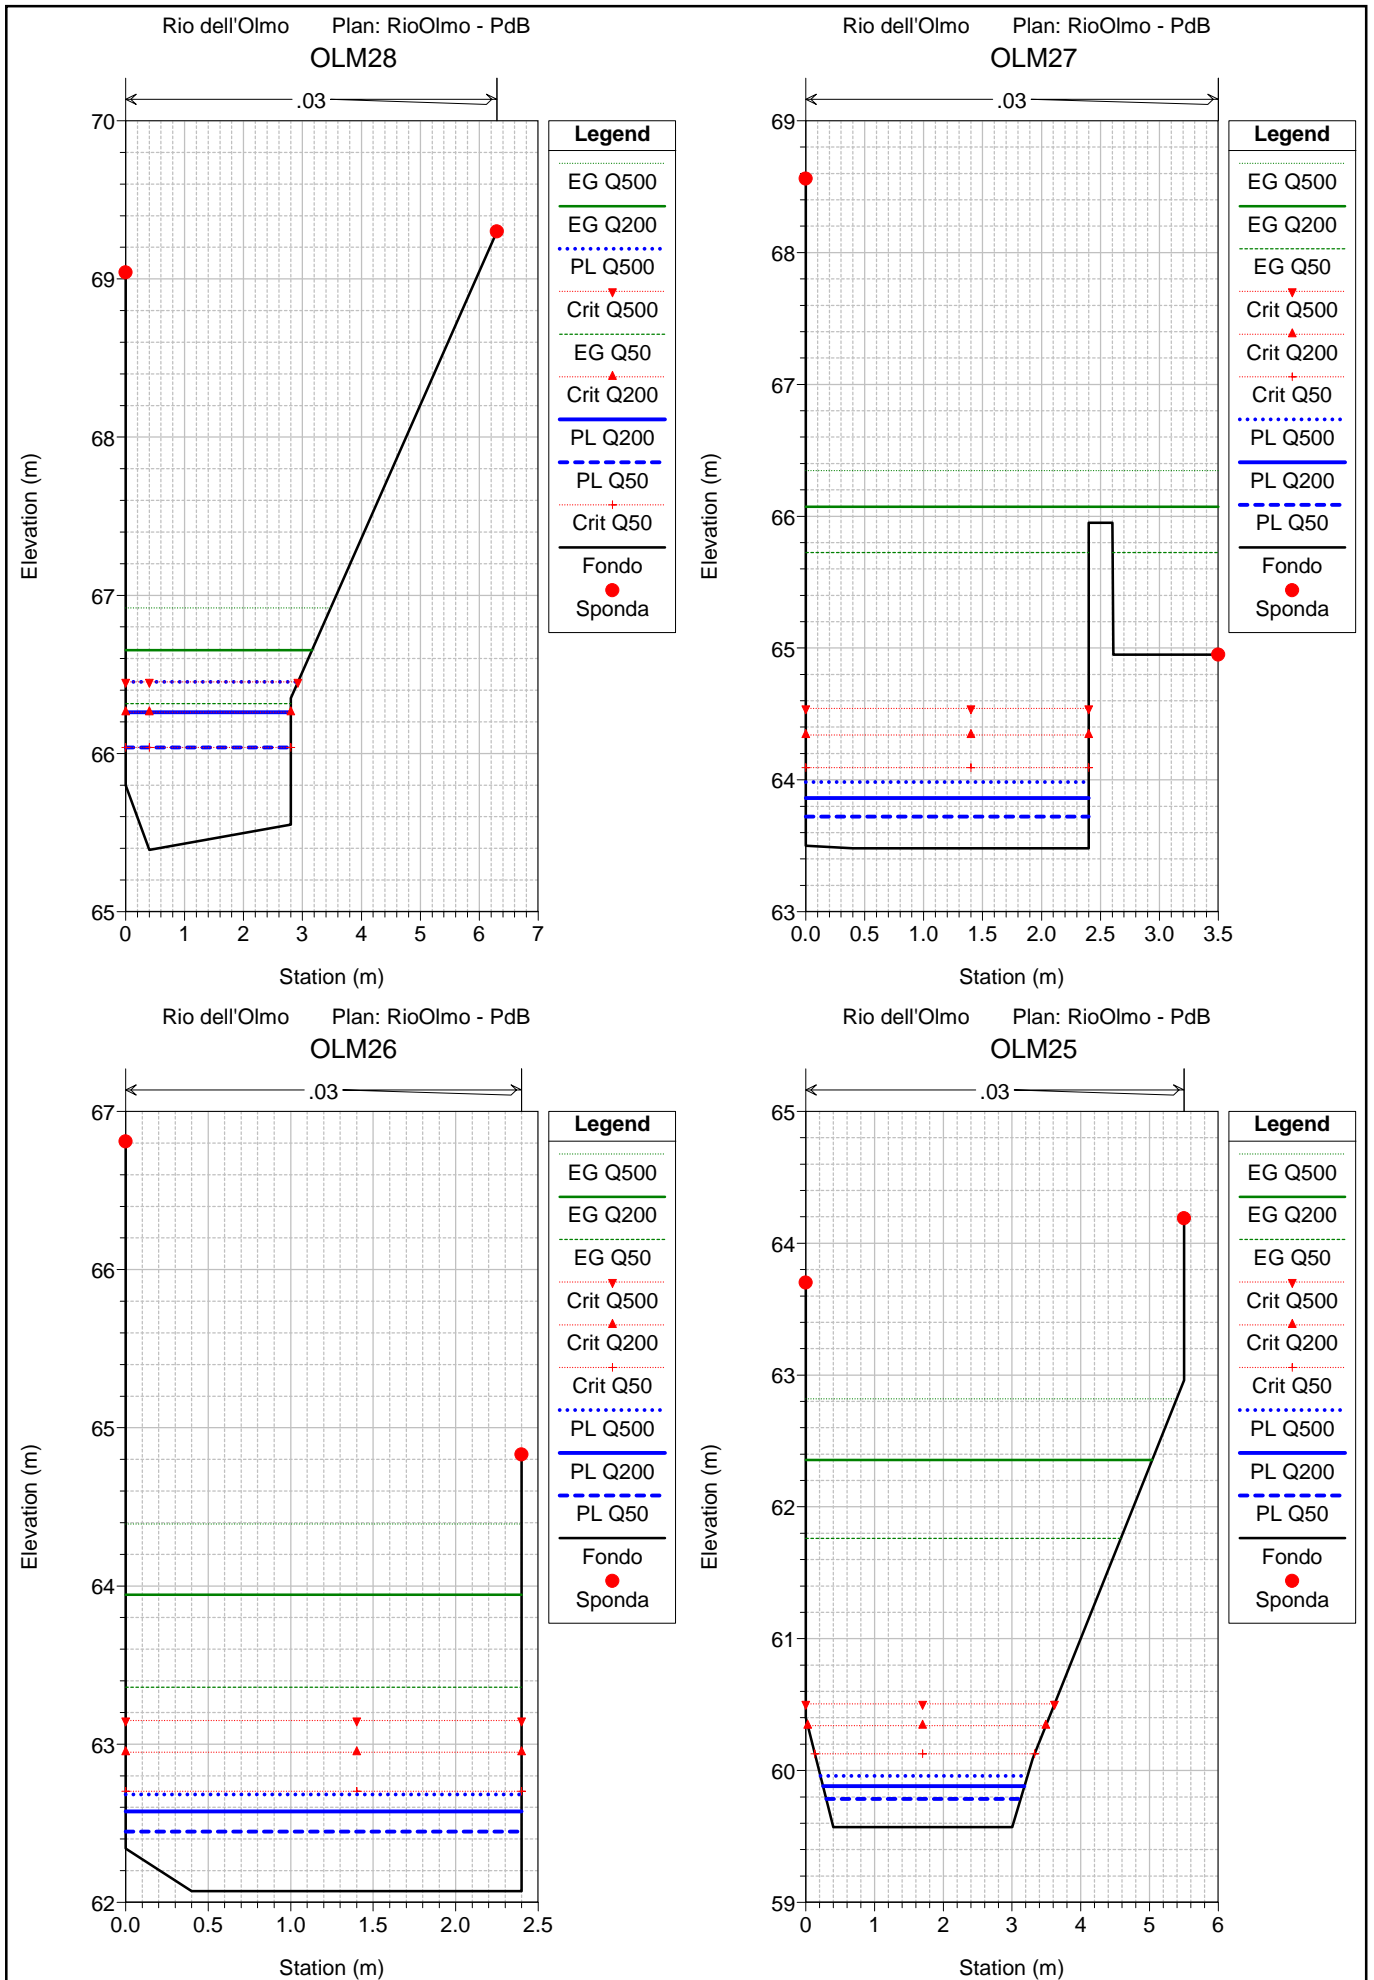 Rio dell'Olmo Plan: RioOlmo - PdB
OLM28
.03
70
69
68
67
66
65
0 1 2 3 4 5 6 7
Elevation (m)
Station (m)
Legend
EG Q500
EG Q200
PL Q500
Crit Q500
EG Q50
Crit Q200
PL Q200
PL Q50
Crit Q50
Fondo
Sponda
Rio dell'Olmo Plan: RioOlmo - PdB
OLM27
.03
69
68
67
66
65
64
63
0.0 0.5 1.0 1.5 2.0 2.5 3.0 3.5
Elevation (m)
Station (m)
Legend
EG Q500
EG Q200
EG Q50
Crit Q500
Crit Q200
Crit Q50
PL Q500
PL Q200
PL Q50
Fondo
Sponda
Rio dell'Olmo Plan: RioOlmo - PdB
OLM26
.03
67
66
65
64
63
62
0.0 0.5 1.0 1.5 2.0 2.5
Elevation (m)
Station (m)
Legend
EG Q500
EG Q200
EG Q50
Crit Q500
Crit Q200
Crit Q50
PL Q500
PL Q200
PL Q50
Fondo
Sponda
Rio dell'Olmo Plan: RioOlmo - PdB
OLM25
.03
65
64
63
62
61
60
59
0 1 2 3 4 5 6
Elevation (m)
Station (m)
Legend
EG Q500
EG Q200
EG Q50
Crit Q500
Crit Q200
Crit Q50
PL Q500
PL Q200
PL Q50
Fondo
Sponda